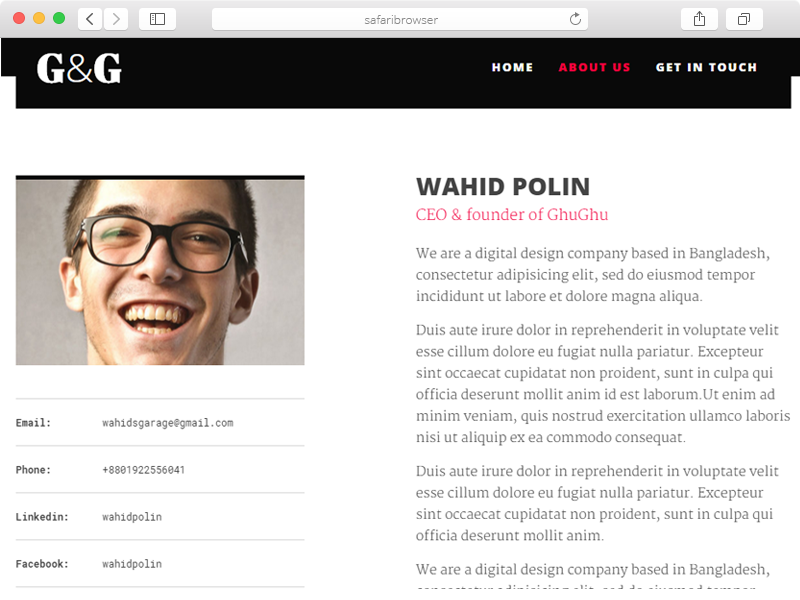 safaribrowser
G&G
HOME ABOUT US GET IN TOUCH
WAHID POLIN
CEO & founder of GhuGhu
We are a digital design company based in Bangladesh,
consectetur adipisicing elit, sed do eiusmod tempor
incididunt ut labore et dolore magna aliqua.
Duis aute irure dolor in reprehenderit in voluptate velit
esse cillum dolore eu fugiat nulla pariatur. Excepteur
sint occaecat cupidatat non proident, sunt in culpa qui
officia deserunt mollit anim id est laborum.Ut enim ad
minim veniam, quis nostrud exercitation ullamco laboris
nisi ut aliquip ex ea commodo consequat.
Duis aute irure dolor in reprehenderit in voluptate velit
esse cillum dolore eu fugiat nulla pariatur. Excepteur
sint occaecat cupidatat non proident, sunt in culpa qui
officia deserunt mollit anim.
We are a digital design company based in Bangladesh,
Email: wahidsgarage@gmail.com
Phone: +8801922556041
Linkedin: wahidpolin
Facebook: wahidpolin